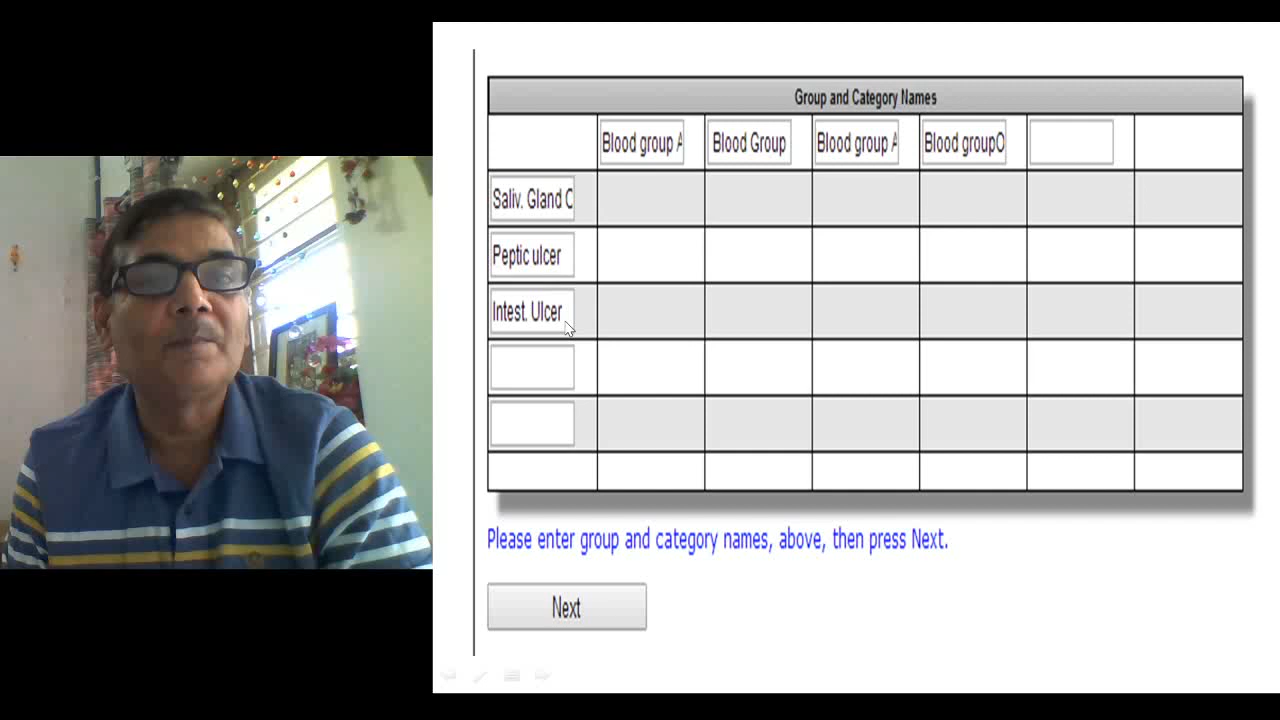 Group and Category Names
Blood group A Blood Group Blood group A Blood groupO
Saliv. Gland C
Peptic ulcer
Intest. Ulcer
Please enter group and category names, above, then press Next.
Next